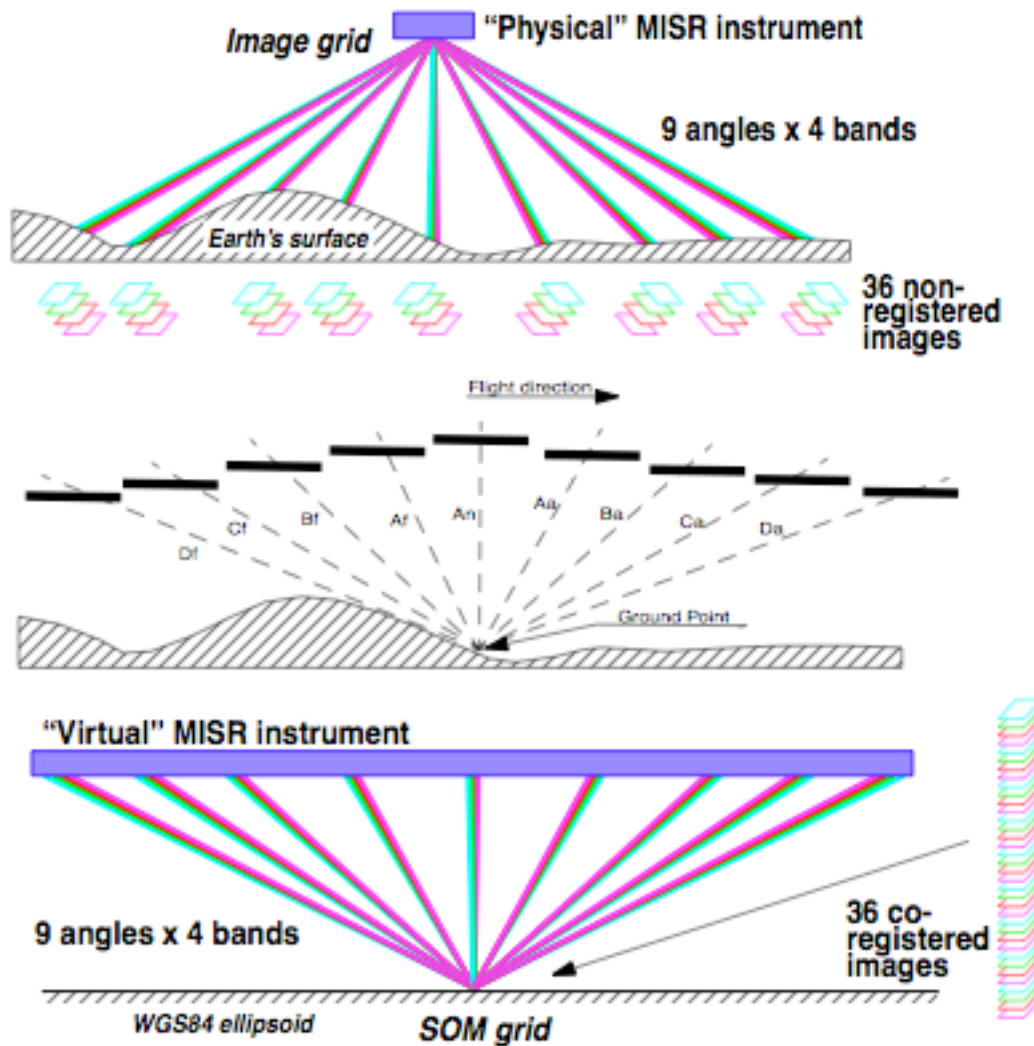 Image grid
“Physical” MISR instrument
9 angles x 4 bands
Earth's surface
36 non-
registered
images
Flight direction
Df
Cf
Bf
Af
An
Aa
Ba
Ca
Da
Ground Point
“Virtual” MISR instrument
9 angles x 4 bands
36 co-
registered
images
WGS84 ellipsoid
SOM grid